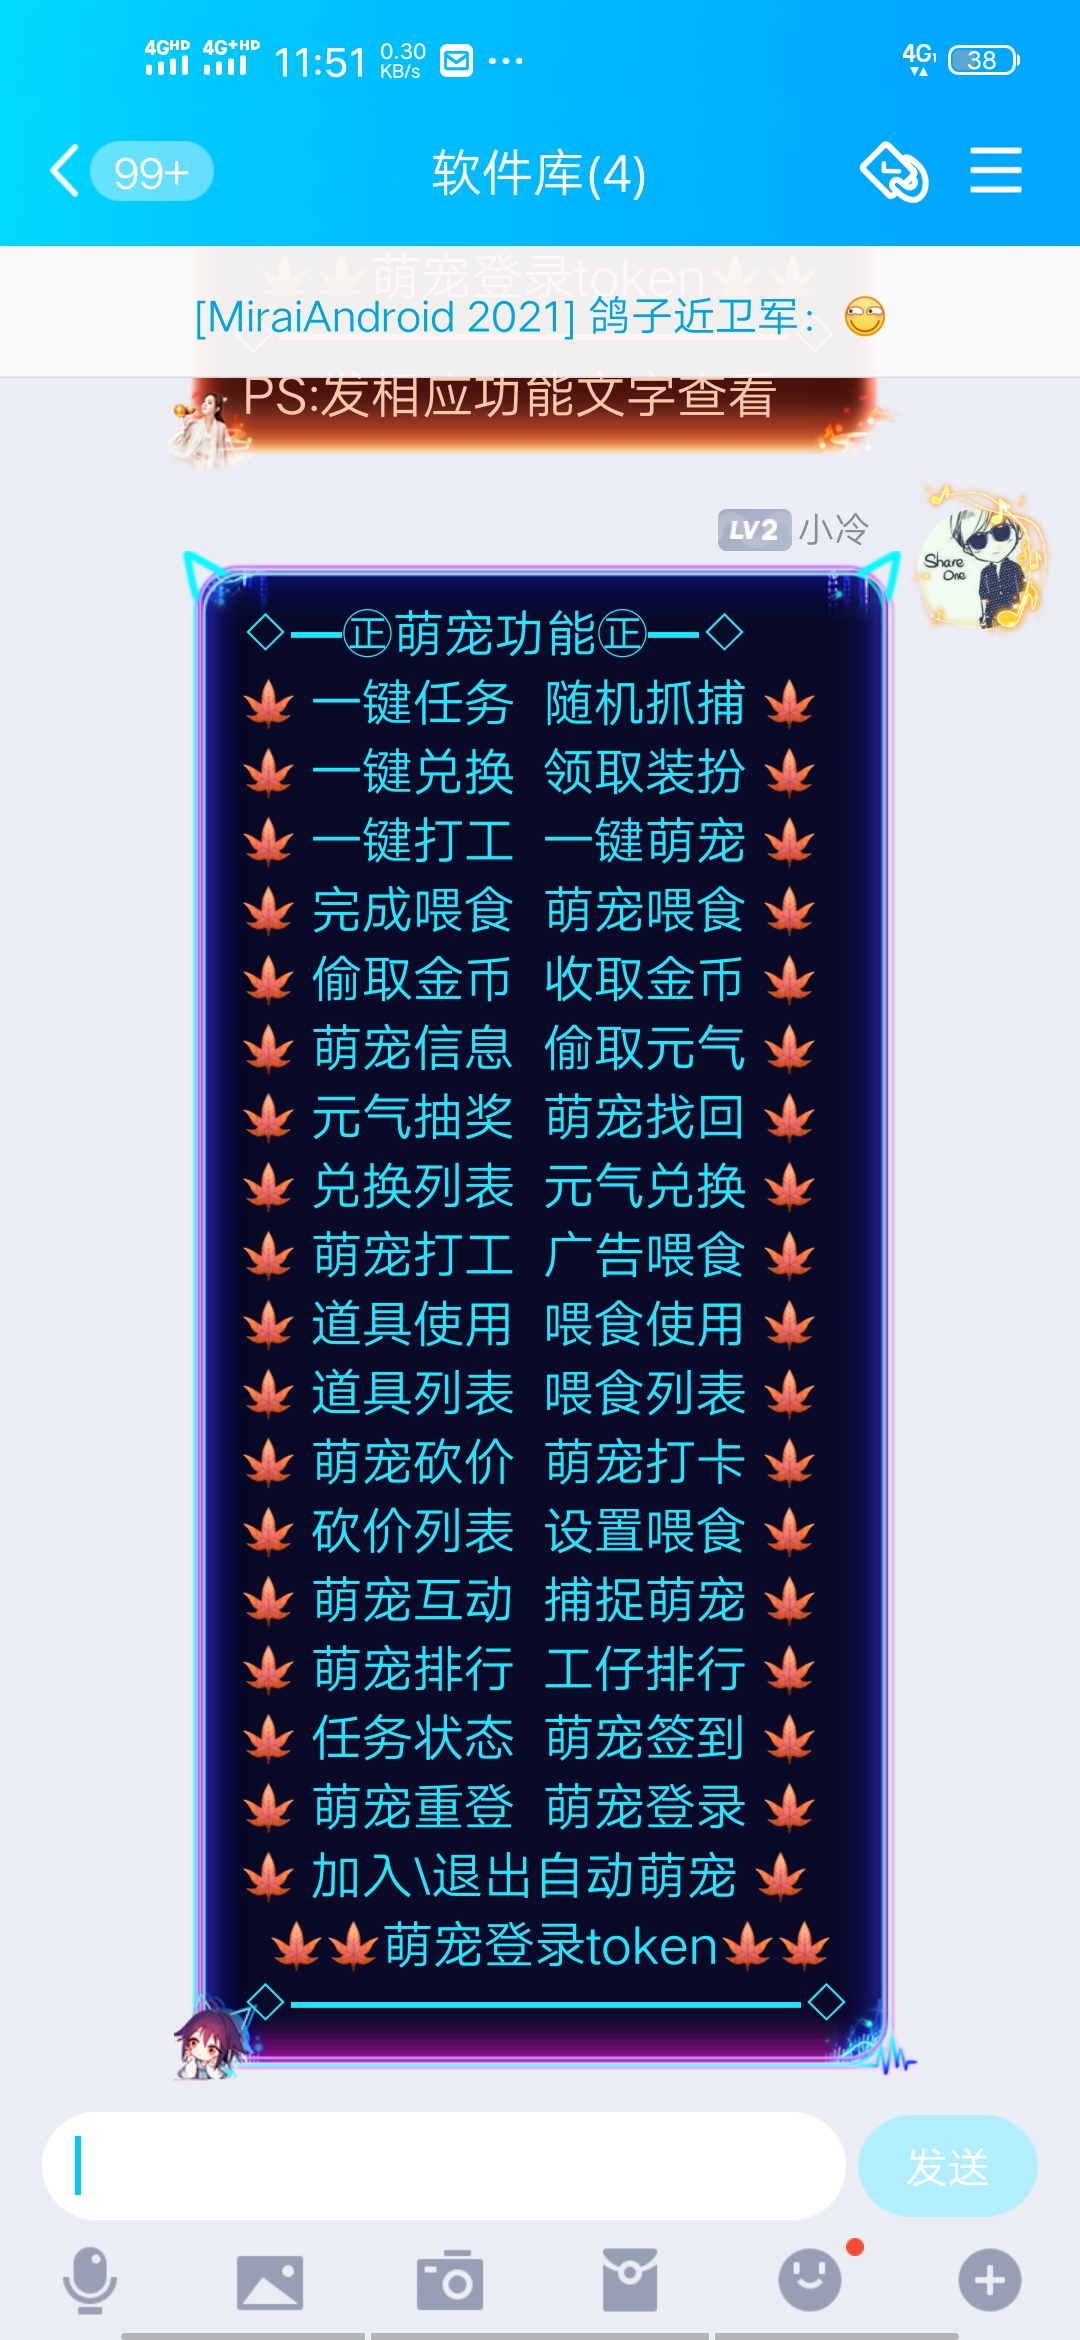 4GHD 4G+HD 11:51 0.30 KB/s 4G 38
99+ 软件库(4)
萌宠登录token
[MiraiAndroid 2021] 鸽子近卫军：
PS:发相应功能文字查看
LV2 小冷
Share One
◇━㊣萌宠功能㊣━◇
🍁 一键任务 随机抓捕 🍁
🍁 一键兑换 领取装扮 🍁
🍁 一键打工 一键萌宠 🍁
🍁 完成喂食 萌宠喂食 🍁
🍁 偷取金币 收取金币 🍁
🍁 萌宠信息 偷取元气 🍁
🍁 元气抽奖 萌宠找回 🍁
🍁 兑换列表 元气兑换 🍁
🍁 萌宠打工 广告喂食 🍁
🍁 道具使用 喂食使用 🍁
🍁 道具列表 喂食列表 🍁
🍁 萌宠砍价 萌宠打卡 🍁
🍁 砍价列表 设置喂食 🍁
🍁 萌宠互动 捕捉萌宠 🍁
🍁 萌宠排行 工仔排行 🍁
🍁 任务状态 萌宠签到 🍁
🍁 萌宠重登 萌宠登录 🍁
🍁 加入\退出自动萌宠 🍁
🍁🍁萌宠登录token🍁🍁
◇━━━━━━━━━━◇
发送